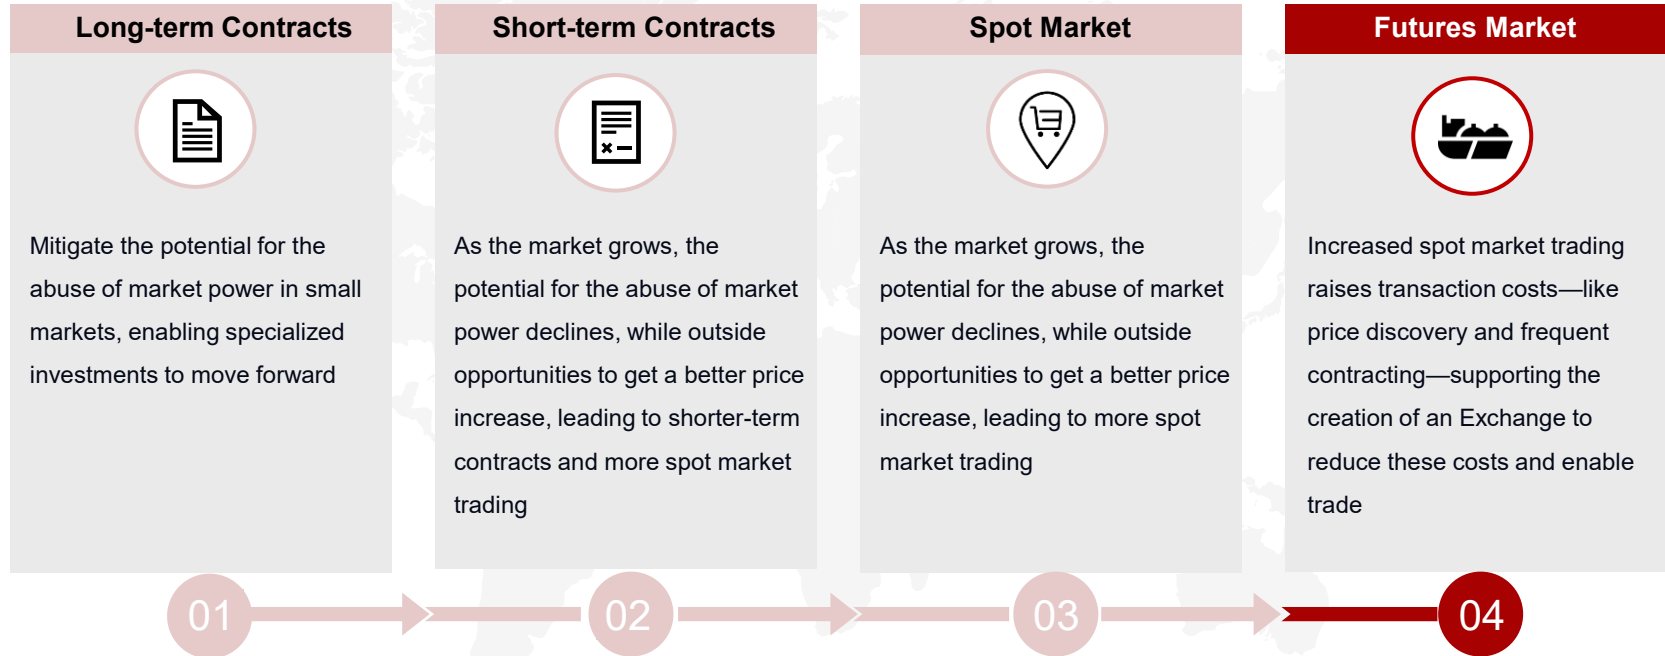 Long-term Contracts
Mitigate the potential for the
abuse of market power in small
markets, enabling specialized
investments to move forward
01
Short-term Contracts
As the market grows, the
potential for the abuse of market
power declines, while outside
opportunities to get a better price
increase, leading to shorter-term
contracts and more spot market
trading
02
Spot Market
As the market grows, the
potential for the abuse of market
power declines, while outside
opportunities to get a better price
increase, leading to more spot
market trading
03
Futures Market
Increased spot market trading
raises transaction costs—like
price discovery and frequent
contracting—supporting the
creation of an Exchange to
reduce these costs and enable
trade
04